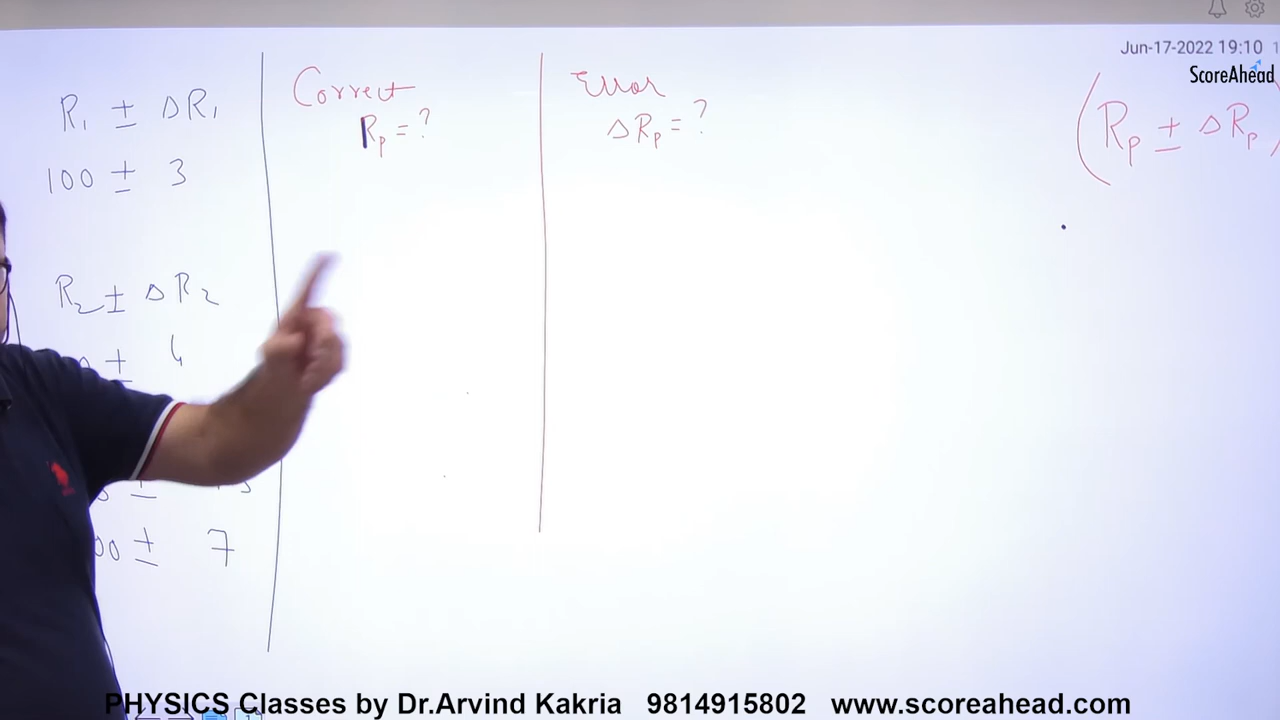 Jun-17-2022 19:10
ScoreAhead
R₁ ± ΔR₁
100 ± 3
R₂ ± ΔR₂
± 4
±
± 7
Correct
Rₚ = ?
Error
ΔRₚ = ?
(Rₚ ± ΔRₚ
PHYSICS Classes by Dr.Arvind Kakria 9814915802 www.scoreahead.com